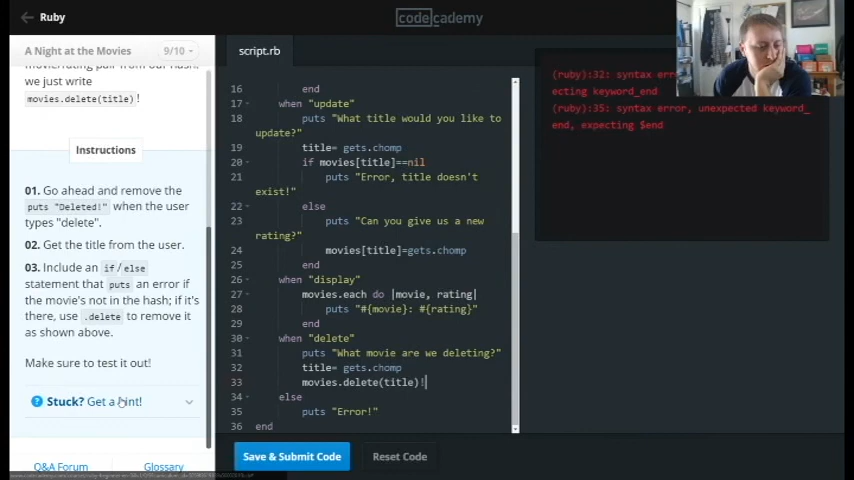 Ruby
codecademy
A Night at the Movies 9/10
script.rb
we just write
movies.delete(title)!
Instructions
01. Go ahead and remove the
puts "Deleted!" when the user
types "delete".
02. Get the title from the user.
03. Include an if/else
statement that puts an error if
the movie's not in the hash; if it's
there, use .delete to remove it
as shown above.
Make sure to test it out!
? Stuck? Get a hint!
Q&A Forum Glossary
16 end
17 when "update"
18 puts "What title would you like to
update?"
19 title= gets.chomp
20 if movies[title]==nil
21 puts "Error, title doesn't
exist!"
22 else
23 puts "Can you give us a new
rating?"
24 movies[title]=gets.chomp
25 end
26 when "display"
27 movies.each do |movie, rating|
28 puts "#{movie}: #{rating}"
29 end
30 when "delete"
31 puts "What movie are we deleting?"
32 title= gets.chomp
33 movies.delete(title)!
34 else
35 puts "Error!"
36 end
Save & Submit Code Reset Code
(ruby):32: syntax
ecting keyword_end
(ruby):35: syntax error, unexpected keyword_
end, expecting $end